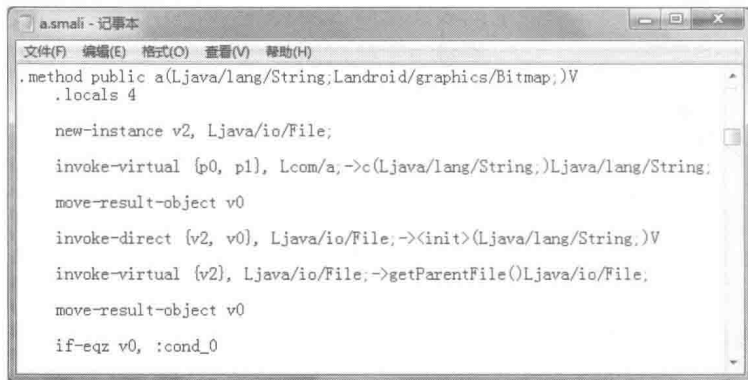 a.smali - 记事本
文件(F) 编辑(E) 格式(O) 查看(V) 帮助(H)
.method public a(Ljava/lang/String;Landroid/graphics/Bitmap;)V
.locals 4
new-instance v2, Ljava/io/File;
invoke-virtual {p0, p1}, Lcom/a;->c(Ljava/lang/String;)Ljava/lang/String;
move-result-object v0
invoke-direct {v2, v0}, Ljava/io/File;-><init>(Ljava/lang/String;)V
invoke-virtual {v2}, Ljava/io/File;->getParentFile()Ljava/io/File;
move-result-object v0
if-eqz v0, :cond_0